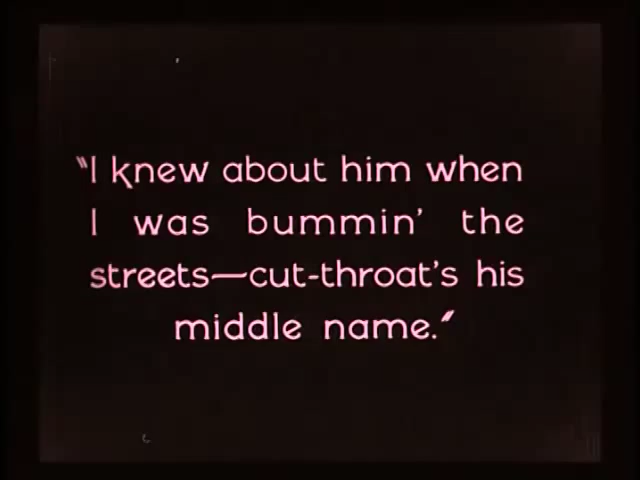 "I knew about him when
I was bummin' the
streets—cut-throat's his
middle name."